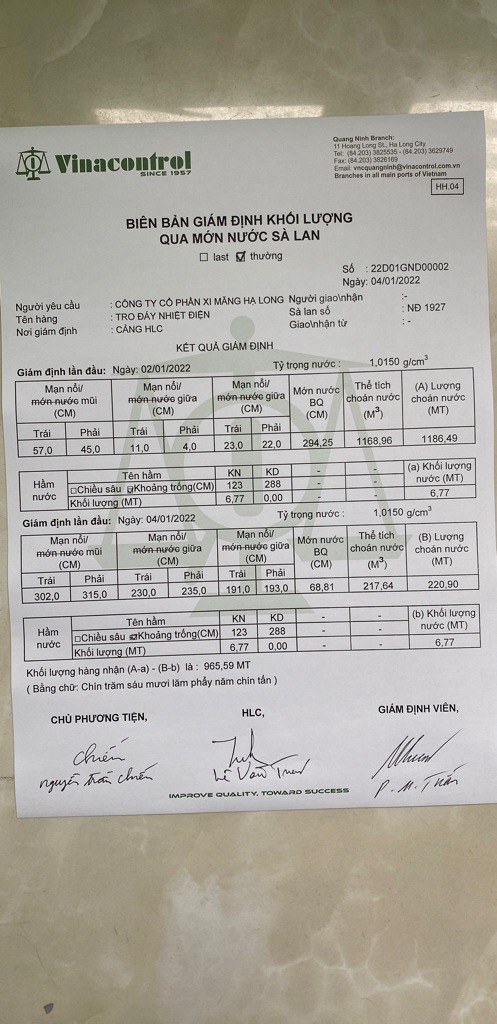 Vinacontrol
SINCE 1957
Quang Ninh Branch:
11 Hoang Long St., Ha Long City
Tel: (84.203) 3825535 - (84.203) 3629749
Fax: (84.203) 3826169
Email: vncquangninh@vinacontrol.com.vn
Branches in all main ports of Vietnam
HH.04
BIÊN BẢN GIÁM ĐỊNH KHỐI LƯỢNG
QUA MỚN NƯỚC SÀ LAN
last thường
Số : 22D01GND00002
Ngày: 04/01/2022
Người yêu cầu : CÔNG TY CỔ PHẦN XI MĂNG HẠ LONG Người giao\nhận :-
Tên hàng : TRO ĐÁY NHIỆT ĐIỆN Sà lan số : NĐ 1927
Nơi giám định : CẢNG HLC Giao\nhận từ : -
KẾT QUẢ GIÁM ĐỊNH
Giám định lần đầu: Ngày: 02/01/2022 Tỷ trọng nước : 1,0150 g/cm3
Mạn nổi/ mớn nước mũi (CM) Mạn nổi/ mớn nước giữa (CM) Mạn nổi/ mớn nước giữa (CM) Mớn nước BQ (CM) Thể tích choán nước (M3) (A) Lượng choán nước (MT)
Trái Phải Trái Phải Trái Phải
57,0 45,0 11,0 4,0 23,0 22,0 294,25 1168,96 1186,49
Hầm nước Tên hầm KN KD - - (a) Khối lượng nước (MT)
Chiều sâu Khoảng trống(CM) 123 288 - -
Khối lượng (MT) 6,77 0,00 - - 6,77
Giám định lần đầu: Ngày: 04/01/2022 Tỷ trọng nước : 1,0150 g/cm3
Mạn nổi/ mớn nước mũi (CM) Mạn nổi/ mớn nước giữa (CM) Mạn nổi/ mớn nước giữa (CM) Mớn nước BQ (CM) Thể tích choán nước (M3) (B) Lượng choán nước (MT)
Trái Phải Trái Phải Trái Phải
302,0 315,0 230,0 235,0 191,0 193,0 68,81 217,64 220,90
Hầm nước Tên hầm KN KD - - (b) Khối lượng nước (MT)
Chiều sâu Khoảng trống(CM) 123 288 - -
Khối lượng (MT) 6,77 0,00 - - 6,77
Khối lượng hàng nhận (A-a) - (B-b) là : 965,59 MT
( Bằng chữ: Chín trăm sáu mươi lăm phẩy năm chín tấn )
CHỦ PHƯƠNG TIỆN, HLC, GIÁM ĐỊNH VIÊN,
Chiến
nguyễn trần chiến Lê Văn P. M. Tuấn
IMPROVE QUALITY, TOWARD SUCCESS